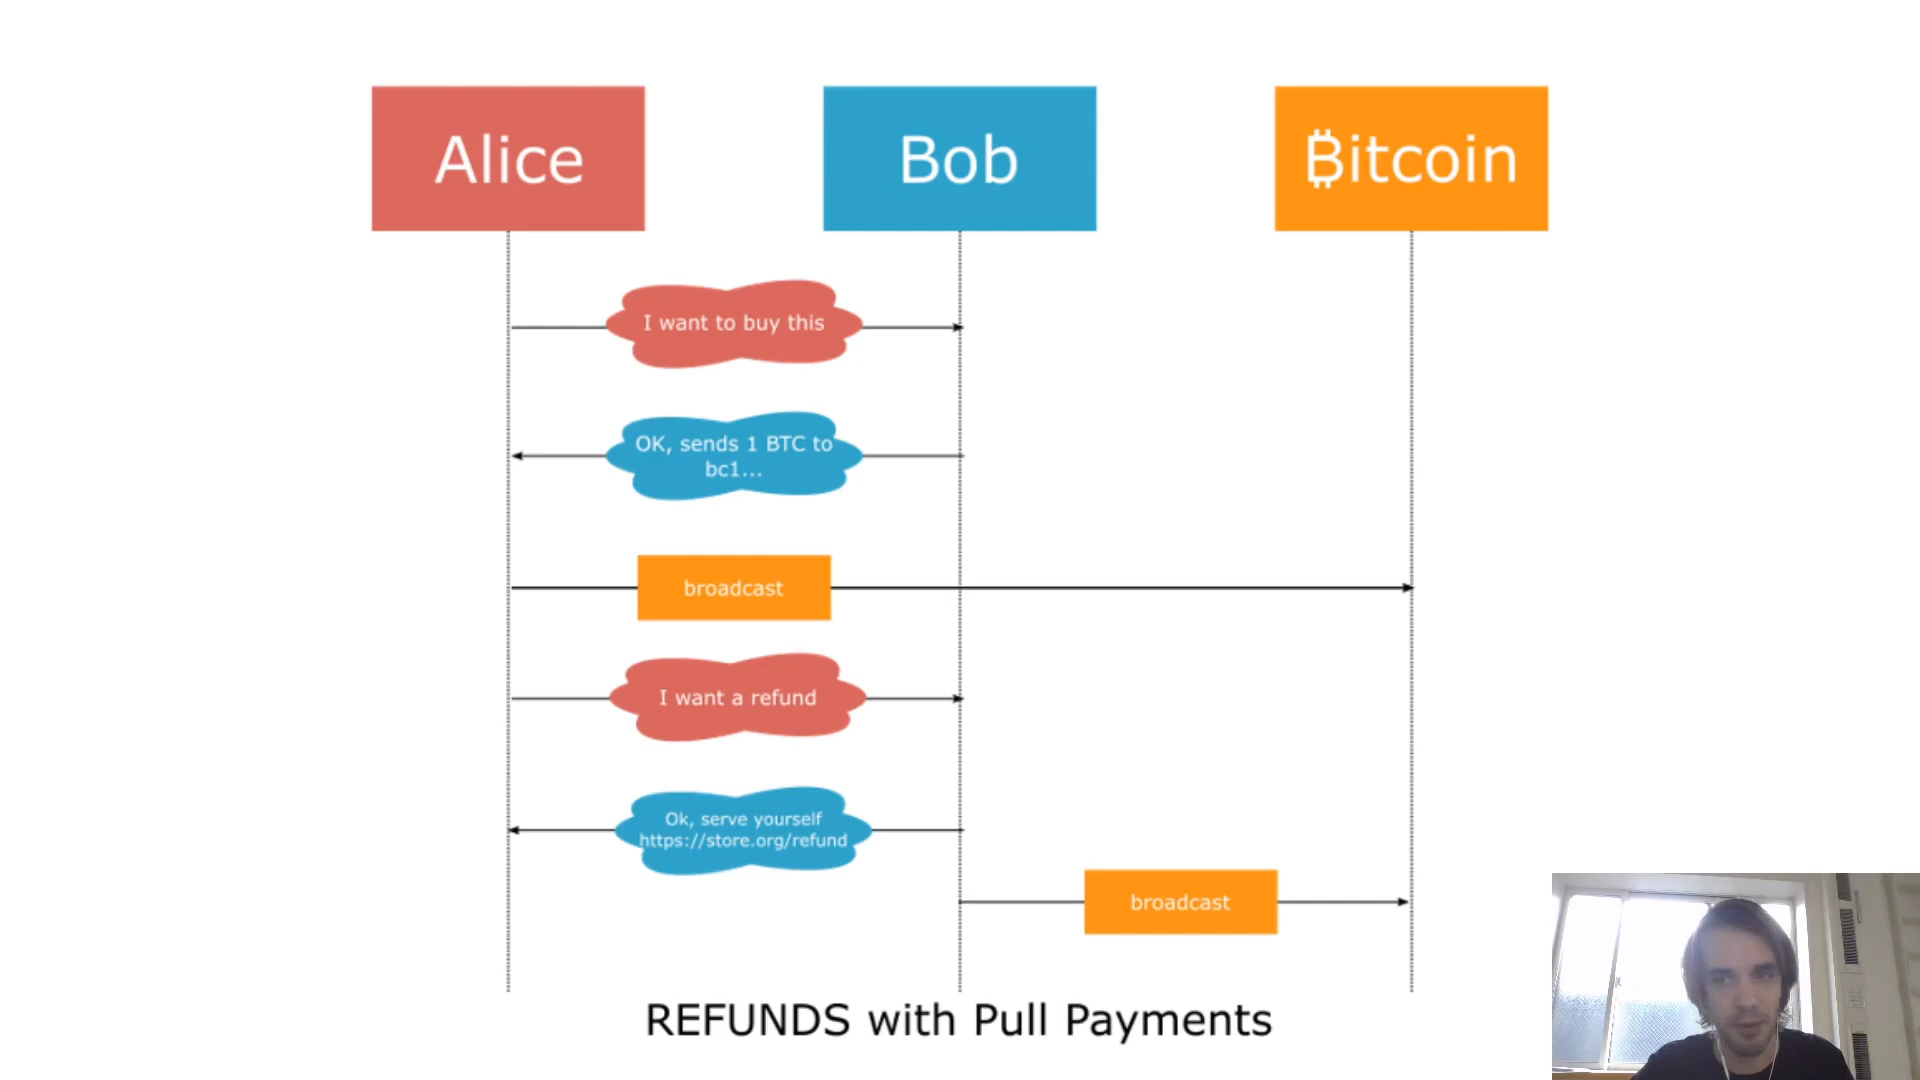 Alice
Bob
₿itcoin
I want to buy this
OK, sends 1 BTC to
bc1...
broadcast
I want a refund
Ok, serve yourself
https://store.org/refund
broadcast
REFUNDS with Pull Payments